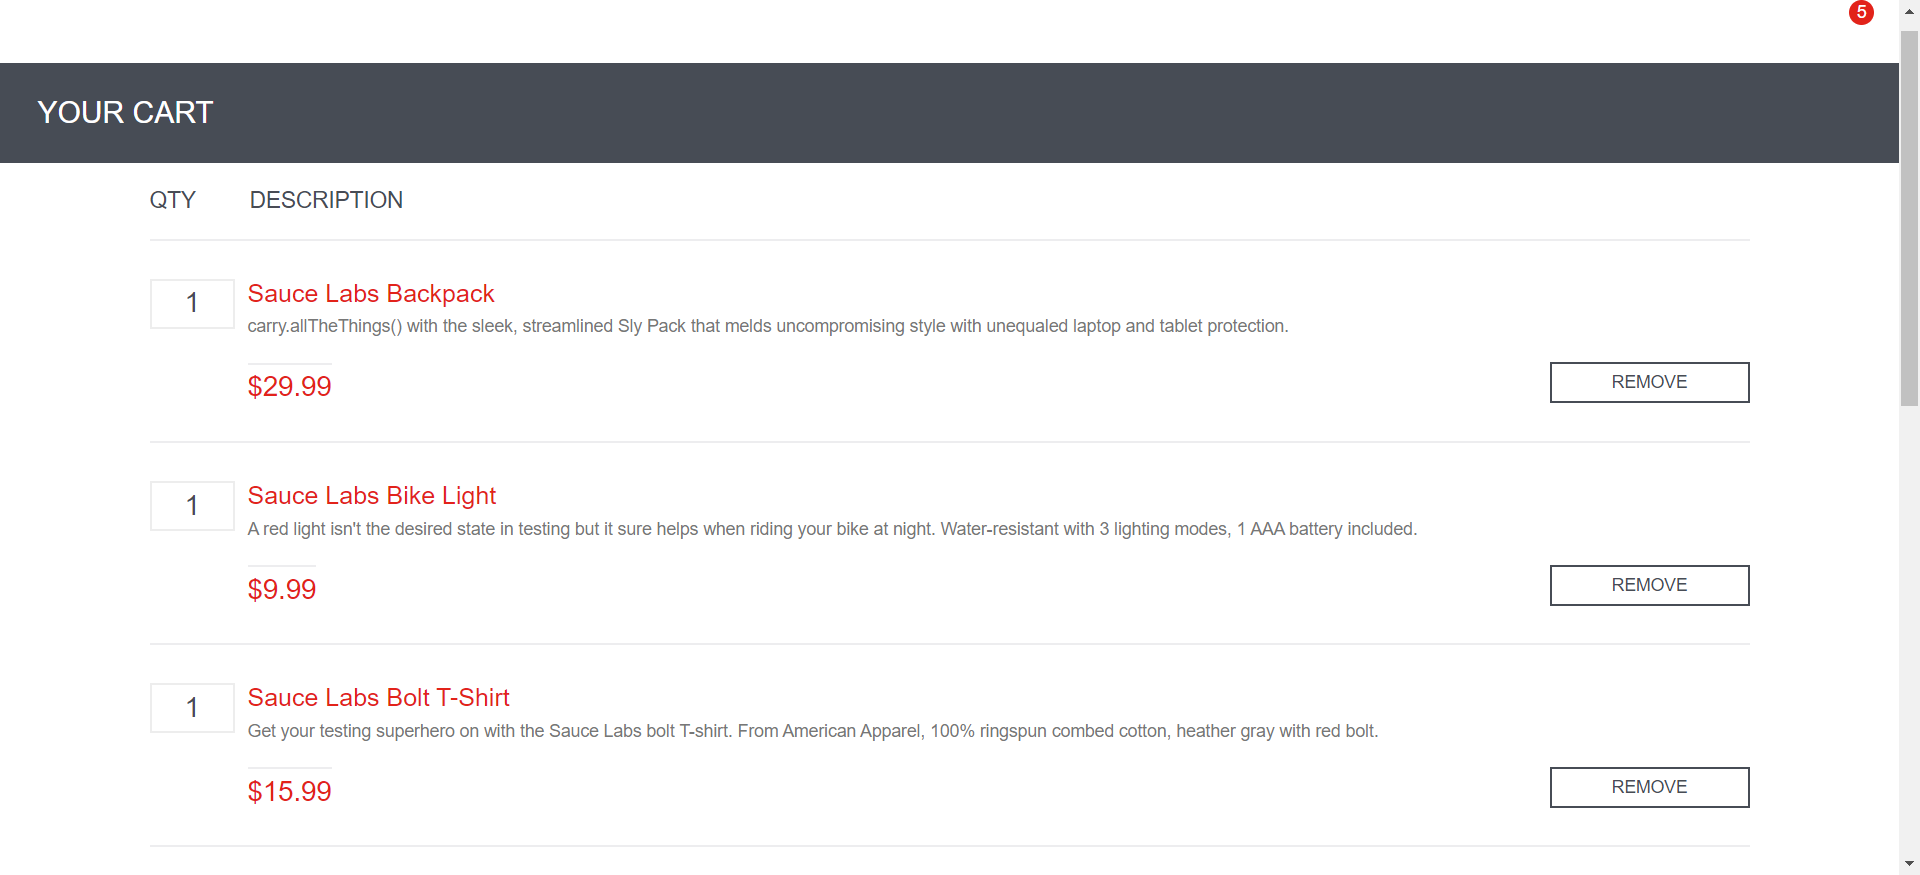 5
YOUR CART
QTY DESCRIPTION
1 Sauce Labs Backpack
carry.allTheThings() with the sleek, streamlined Sly Pack that melds uncompromising style with unequaled laptop and tablet protection.
$29.99 REMOVE
1 Sauce Labs Bike Light
A red light isn't the desired state in testing but it sure helps when riding your bike at night. Water-resistant with 3 lighting modes, 1 AAA battery included.
$9.99 REMOVE
1 Sauce Labs Bolt T-Shirt
Get your testing superhero on with the Sauce Labs bolt T-shirt. From American Apparel, 100% ringspun combed cotton, heather gray with red bolt.
$15.99 REMOVE